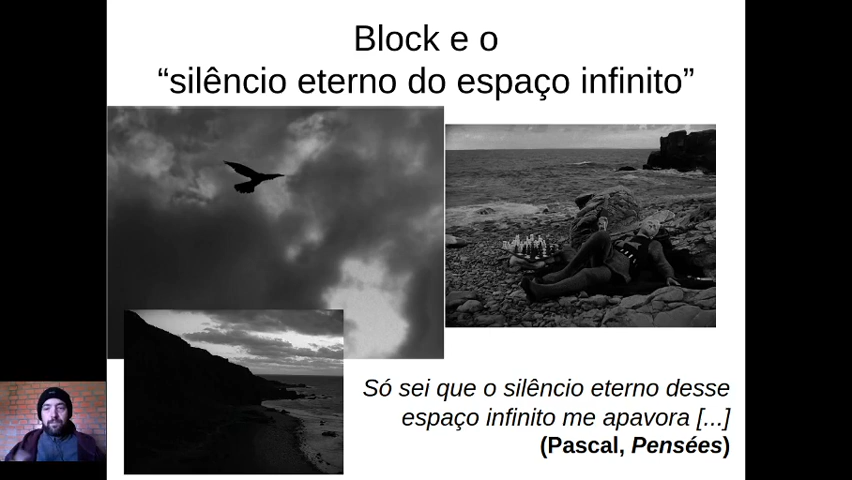 Block e o
“silêncio eterno do espaço infinito”
Só sei que o silêncio eterno desse
espaço infinito me apavora [...]
(Pascal, Pensées)